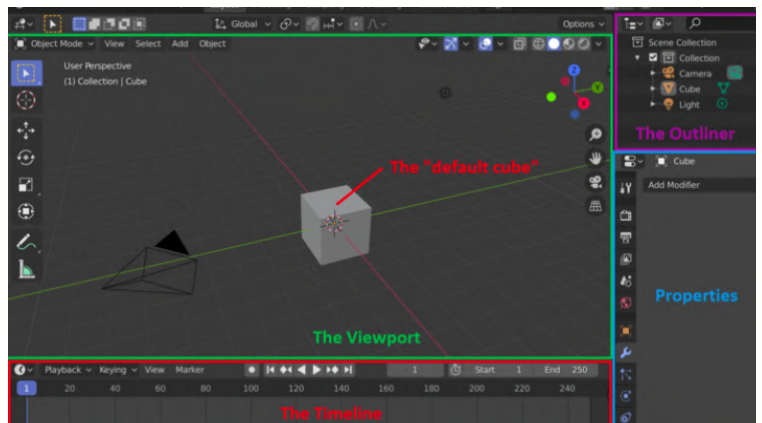 Global
Options
Object Mode View Select Add Object
User Perspective
(1) Collection | Cube
Z
Y
X
The "default cube"
The Viewport
Scene Collection
Collection
Camera
Cube
Light
The Outliner
Cube
Add Modifier
Properties
Playback Keying View Marker
1
Start 1 End 250
1 20 40 60 80 100 120 140 160 180 200 220 240
The Timeline